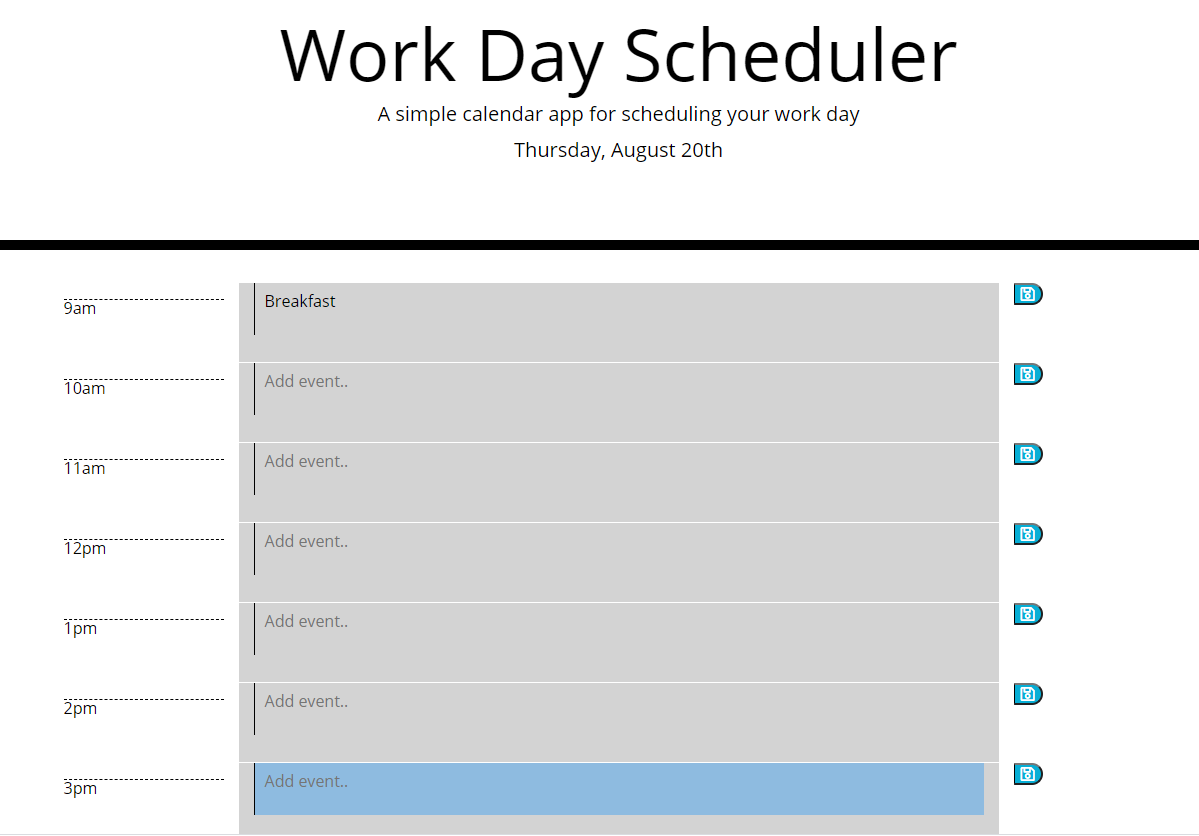 Work Day Scheduler
A simple calendar app for scheduling your work day
Thursday, August 20th
9am
Breakfast
10am
Add event..
11am
Add event..
12pm
Add event..
1pm
Add event..
2pm
Add event..
3pm
Add event..